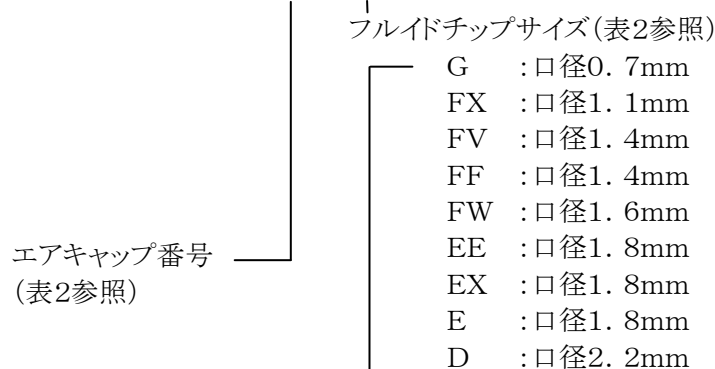 フルイドチップサイズ(表2参照)
G :口径0．7mm
FX :口径1．1mm
FV :口径1．4mm
FF :口径1．4mm
FW :口径1．6mm
EE :口径1．8mm
EX :口径1．8mm
E :口径1．8mm
D :口径2．2mm
エアキャップ番号
(表2参照)